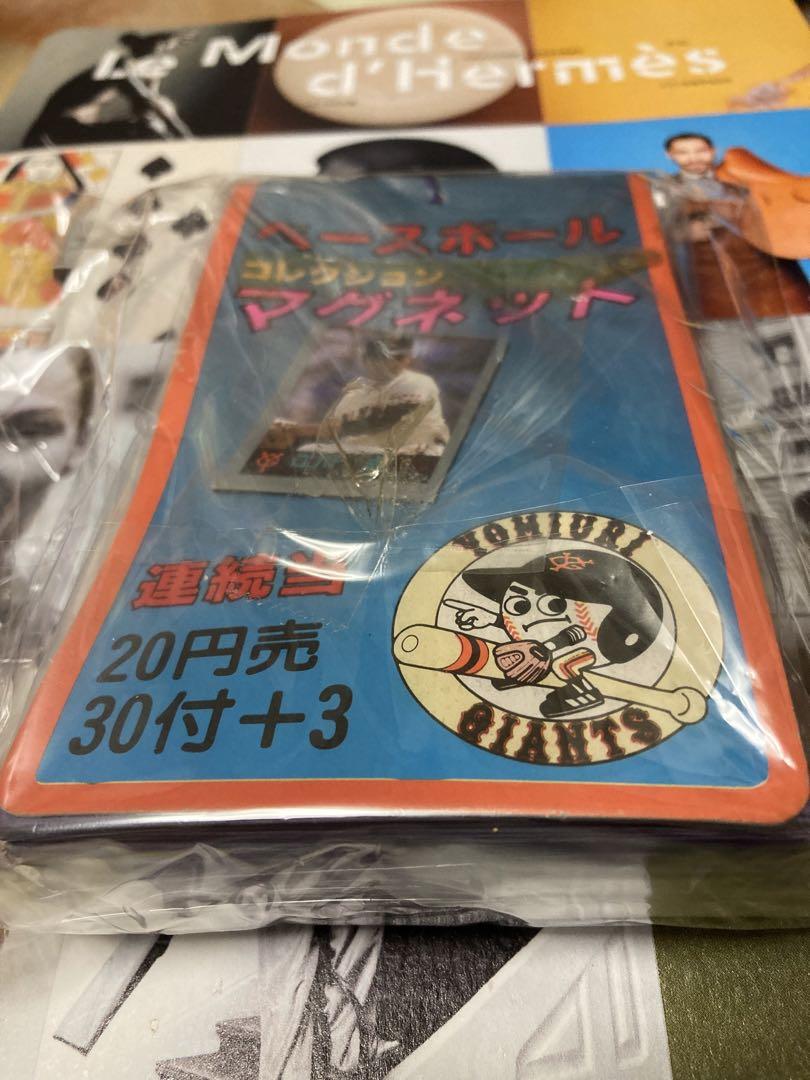 Le Monde
d'Hermès
ベースボール
コレクション
マグネット
連続当
20円売
30付+3
YOMIURI
GIANTS